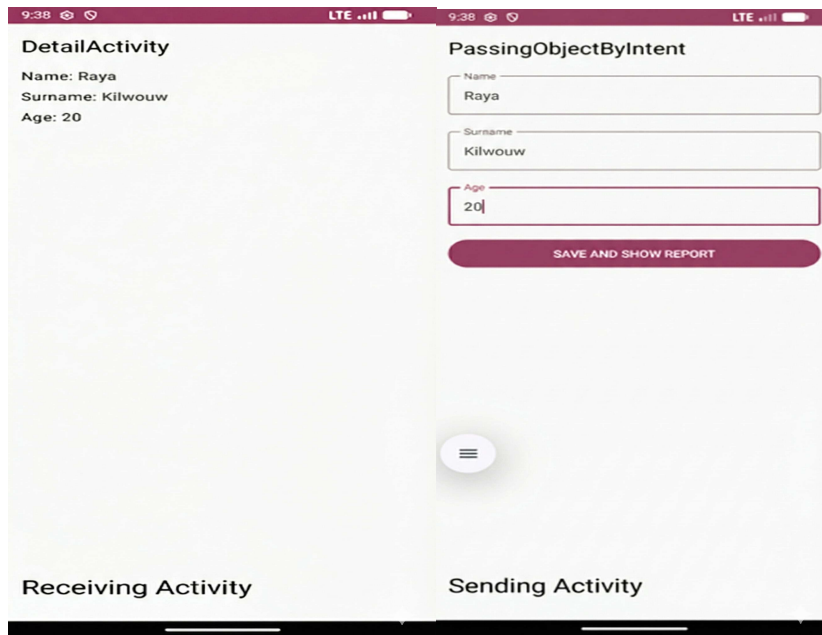 9:38
LTE
DetailActivity
Name: Raya
Surname: Kilwouw
Age: 20
Receiving Activity
9:38
LTE
PassingObjectByIntent
Name
Raya
Surname
Kilwouw
Age
20
SAVE AND SHOW REPORT
Sending Activity